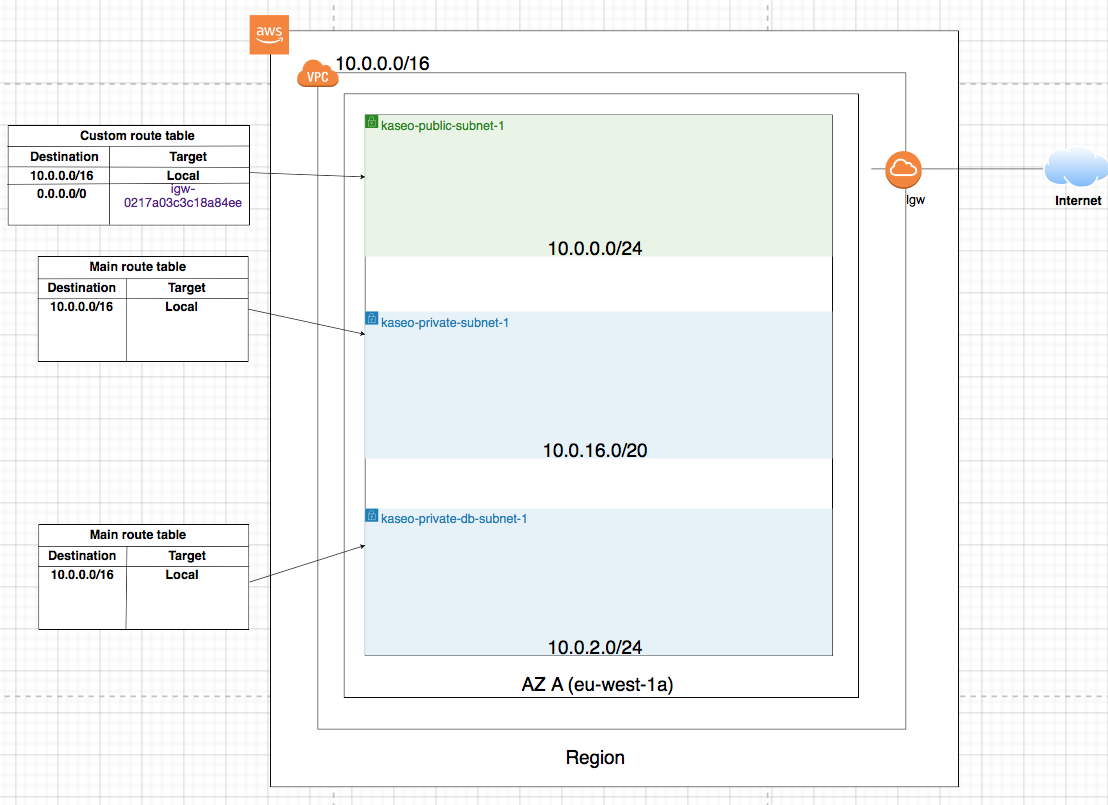 aws
VPC
10.0.0.0/16
Custom route table
Destination Target
10.0.0.0/16 Local
0.0.0.0/0 igw-
0217a03c3c18a84ee
kaseo-public-subnet-1
10.0.0.0/24
Igw
Internet
Main route table
Destination Target
10.0.0.0/16 Local
kaseo-private-subnet-1
10.0.16.0/20
Main route table
Destination Target
10.0.0.0/16 Local
kaseo-private-db-subnet-1
10.0.2.0/24
AZ A (eu-west-1a)
Region